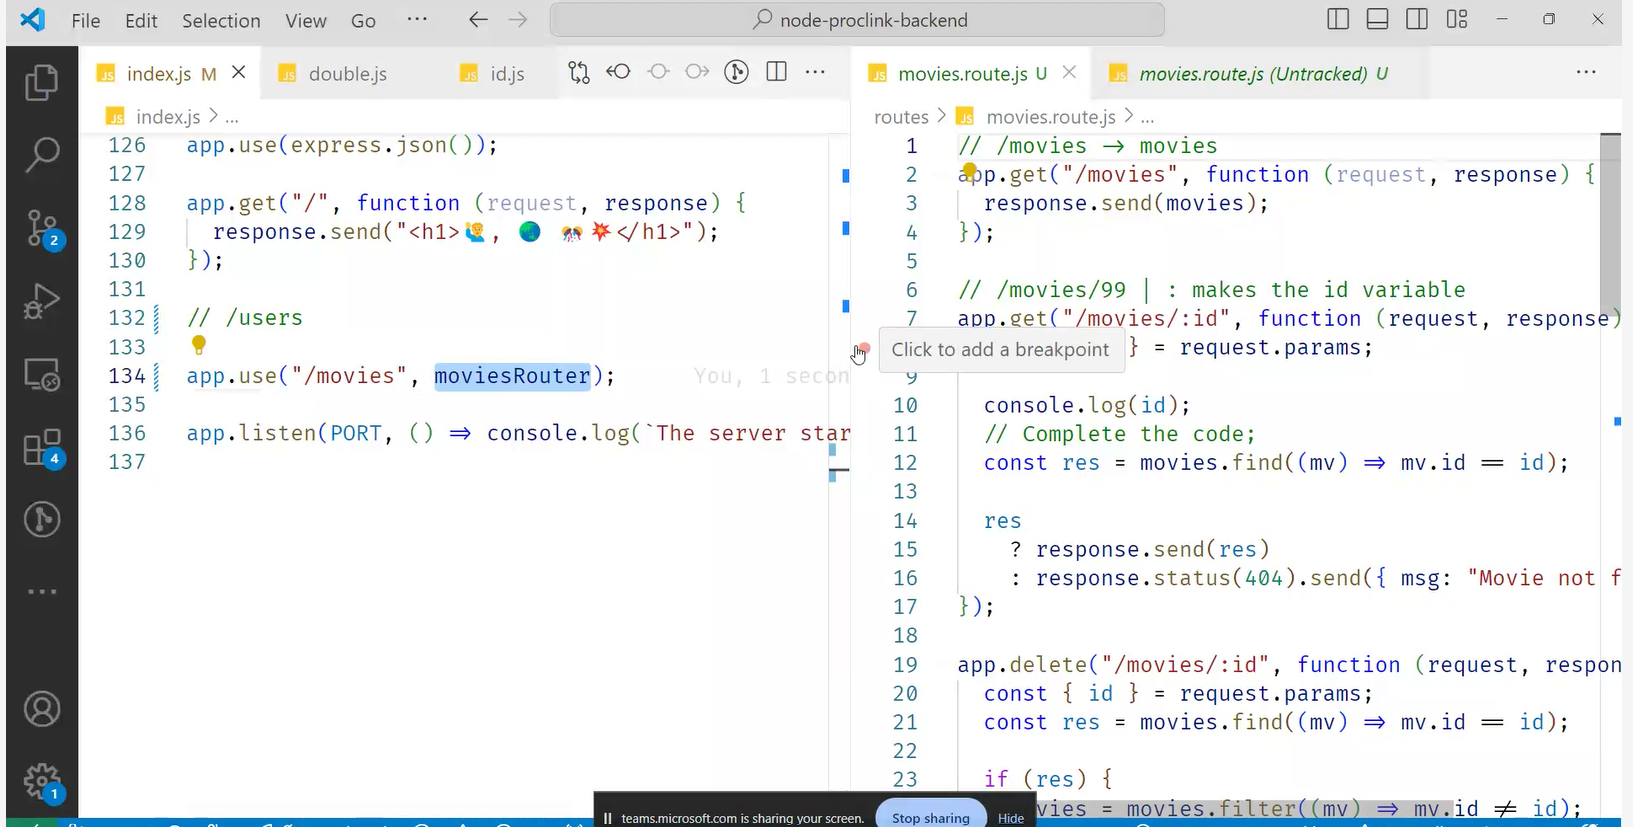 File Edit Selection View Go ··· node-proclink-backend
index.js M double.js id.js ···
index.js > ...
126 app.use(express.json());
127
128 app.get("/", function (request, response) {
129 response.send("<h1>🙋, 🌏 🎊💥</h1>");
130 });
131
132 // /users
133
134 app.use("/movies", moviesRouter); You, 1 secon
135
136 app.listen(PORT, () => console.log(`The server star
137
movies.route.js U movies.route.js (Untracked) U ···
routes > movies.route.js > ...
1 // /movies -> movies
2 app.get("/movies", function (request, response) {
3 response.send(movies);
4 });
5
6 // /movies/99 | : makes the id variable
7 app.get("/movies/:id", function (request, response)
Click to add a breakpoint } = request.params;
9
10 console.log(id);
11 // Complete the code;
12 const res = movies.find((mv) => mv.id == id);
13
14 res
15 ? response.send(res)
16 : response.status(404).send({ msg: "Movie not f
17 });
18
19 app.delete("/movies/:id", function (request, respon
20 const { id } = request.params;
21 const res = movies.find((mv) => mv.id == id);
22
23 if (res) {
vies = movies.filter((mv) => mv.id != id);
2
4
1
teams.microsoft.com is sharing your screen. Stop sharing Hide